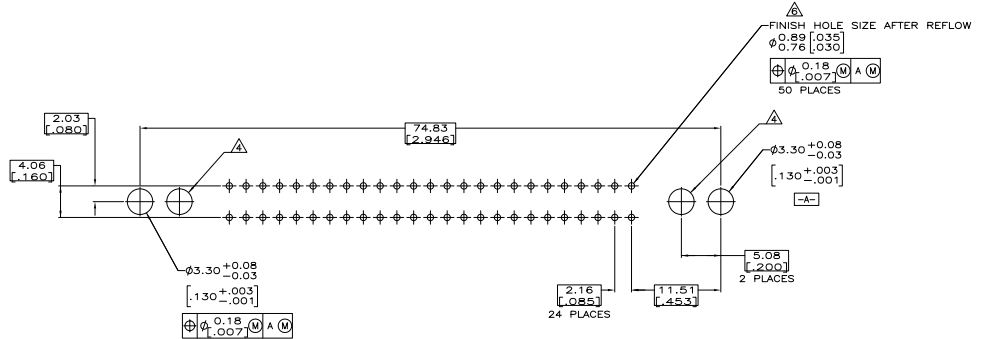 6
FINISH HOLE SIZE AFTER REFLOW
⌀ 0.89 [.035]
0.76 [.030]
⌖ ⌀ 0.18 [.007] Ⓜ A Ⓜ
50 PLACES
2.03
[.080]
74.83
[2.946]
4
4
4.06
[.160]
⌀3.30 +0.08 −0.03
[.130 +.003 −.001]
-A-
5.08
[.200]
2 PLACES
⌀3.30 +0.08 −0.03
[.130 +.003 −.001]
⌖ ⌀ 0.18 [.007] Ⓜ A Ⓜ
2.16
[.085]
24 PLACES
11.51
[.453]